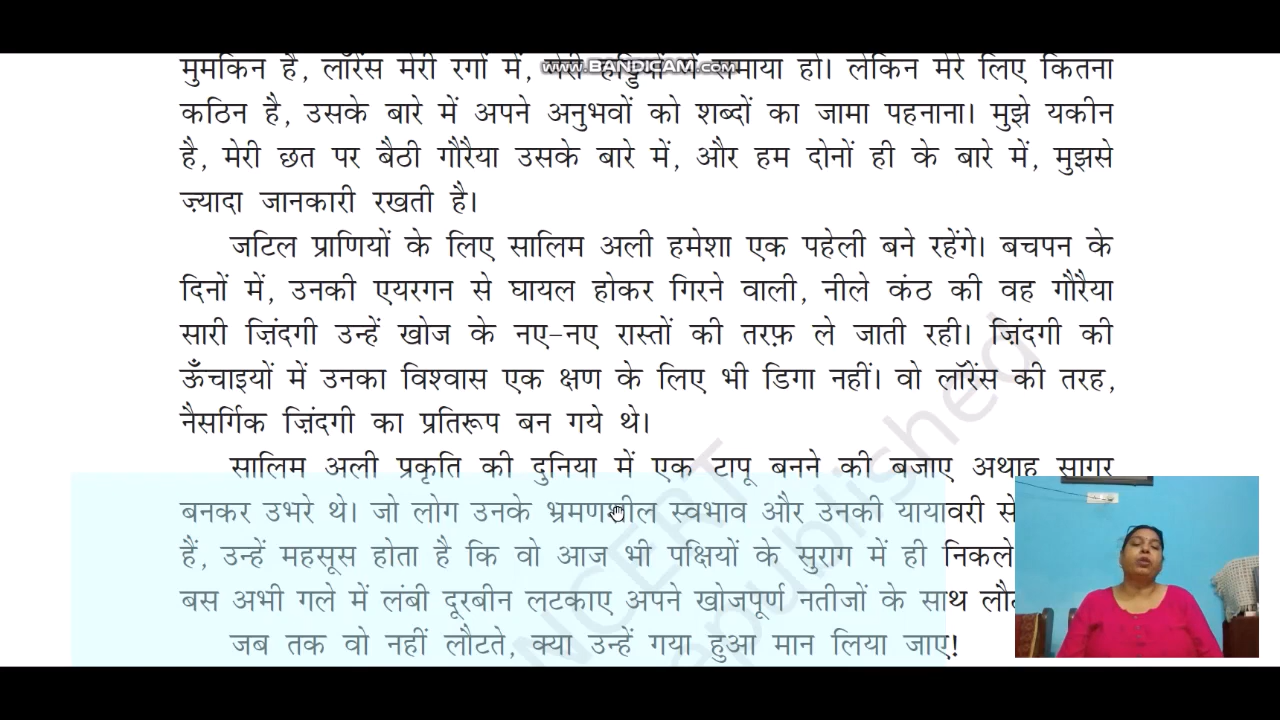 मुमकिन है, लॉरेंस मेरी रगों में, मेरी हड्डियों में समाया हो। लेकिन मेरे लिए कितना
www.BANDICAM.com
कठिन है, उसके बारे में अपने अनुभवों को शब्दों का जामा पहनाना। मुझे यकीन
है, मेरी छत पर बैठी गौरैया उसके बारे में, और हम दोनों ही के बारे में, मुझसे
ज़्यादा जानकारी रखती है।
जटिल प्राणियों के लिए सालिम अली हमेशा एक पहेली बने रहेंगे। बचपन के
दिनों में, उनकी एयरगन से घायल होकर गिरने वाली, नीले कंठ की वह गौरैया
सारी ज़िंदगी उन्हें खोज के नए-नए रास्तों की तरफ़ ले जाती रही। ज़िंदगी की
ऊँचाइयों में उनका विश्वास एक क्षण के लिए भी डिगा नहीं। वो लॉरेंस की तरह,
नैसर्गिक ज़िंदगी का प्रतिरूप बन गये थे।
सालिम अली प्रकृति की दुनिया में एक टापू बनने की बजाए अथाह सागर
बनकर उभरे थे। जो लोग उनके भ्रमणशील स्वभाव और उनकी यायावरी से
हैं, उन्हें महसूस होता है कि वो आज भी पक्षियों के सुराग में ही निकले
बस अभी गले में लंबी दूरबीन लटकाए अपने खोजपूर्ण नतीजों के साथ
जब तक वो नहीं लौटते, क्या उन्हें गया हुआ मान लिया जाए!
NCERT
republished